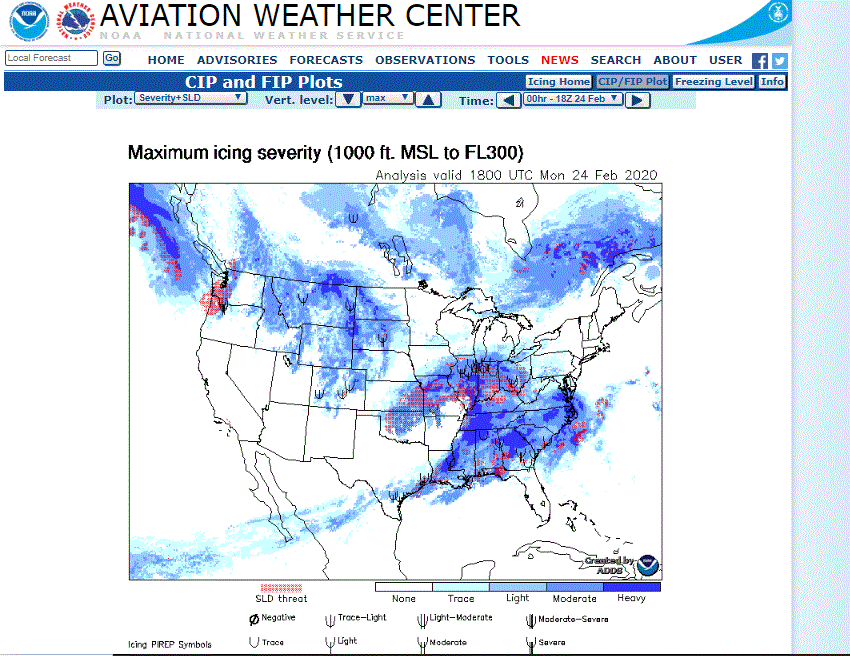 AVIATION WEATHER CENTER
NOAA NATIONAL WEATHER SERVICE
Local Forecast Go HOME ADVISORIES FORECASTS OBSERVATIONS TOOLS NEWS SEARCH ABOUT USER
CIP and FIP Plots Icing Home CIP/FIP Plot Freezing Level Info
Plot: Severity+SLD Vert. level: max Time: 00hr - 18Z 24 Feb
Maximum icing severity (1000 ft. MSL to FL300)
Analysis valid 1800 UTC Mon 24 Feb 2020
Created by
ADDS
SLD threat None Trace Light Moderate Heavy
Negative Trace-Light Light-Moderate Moderate-Severe
Icing PIREP Symbols Trace Light Moderate Severe